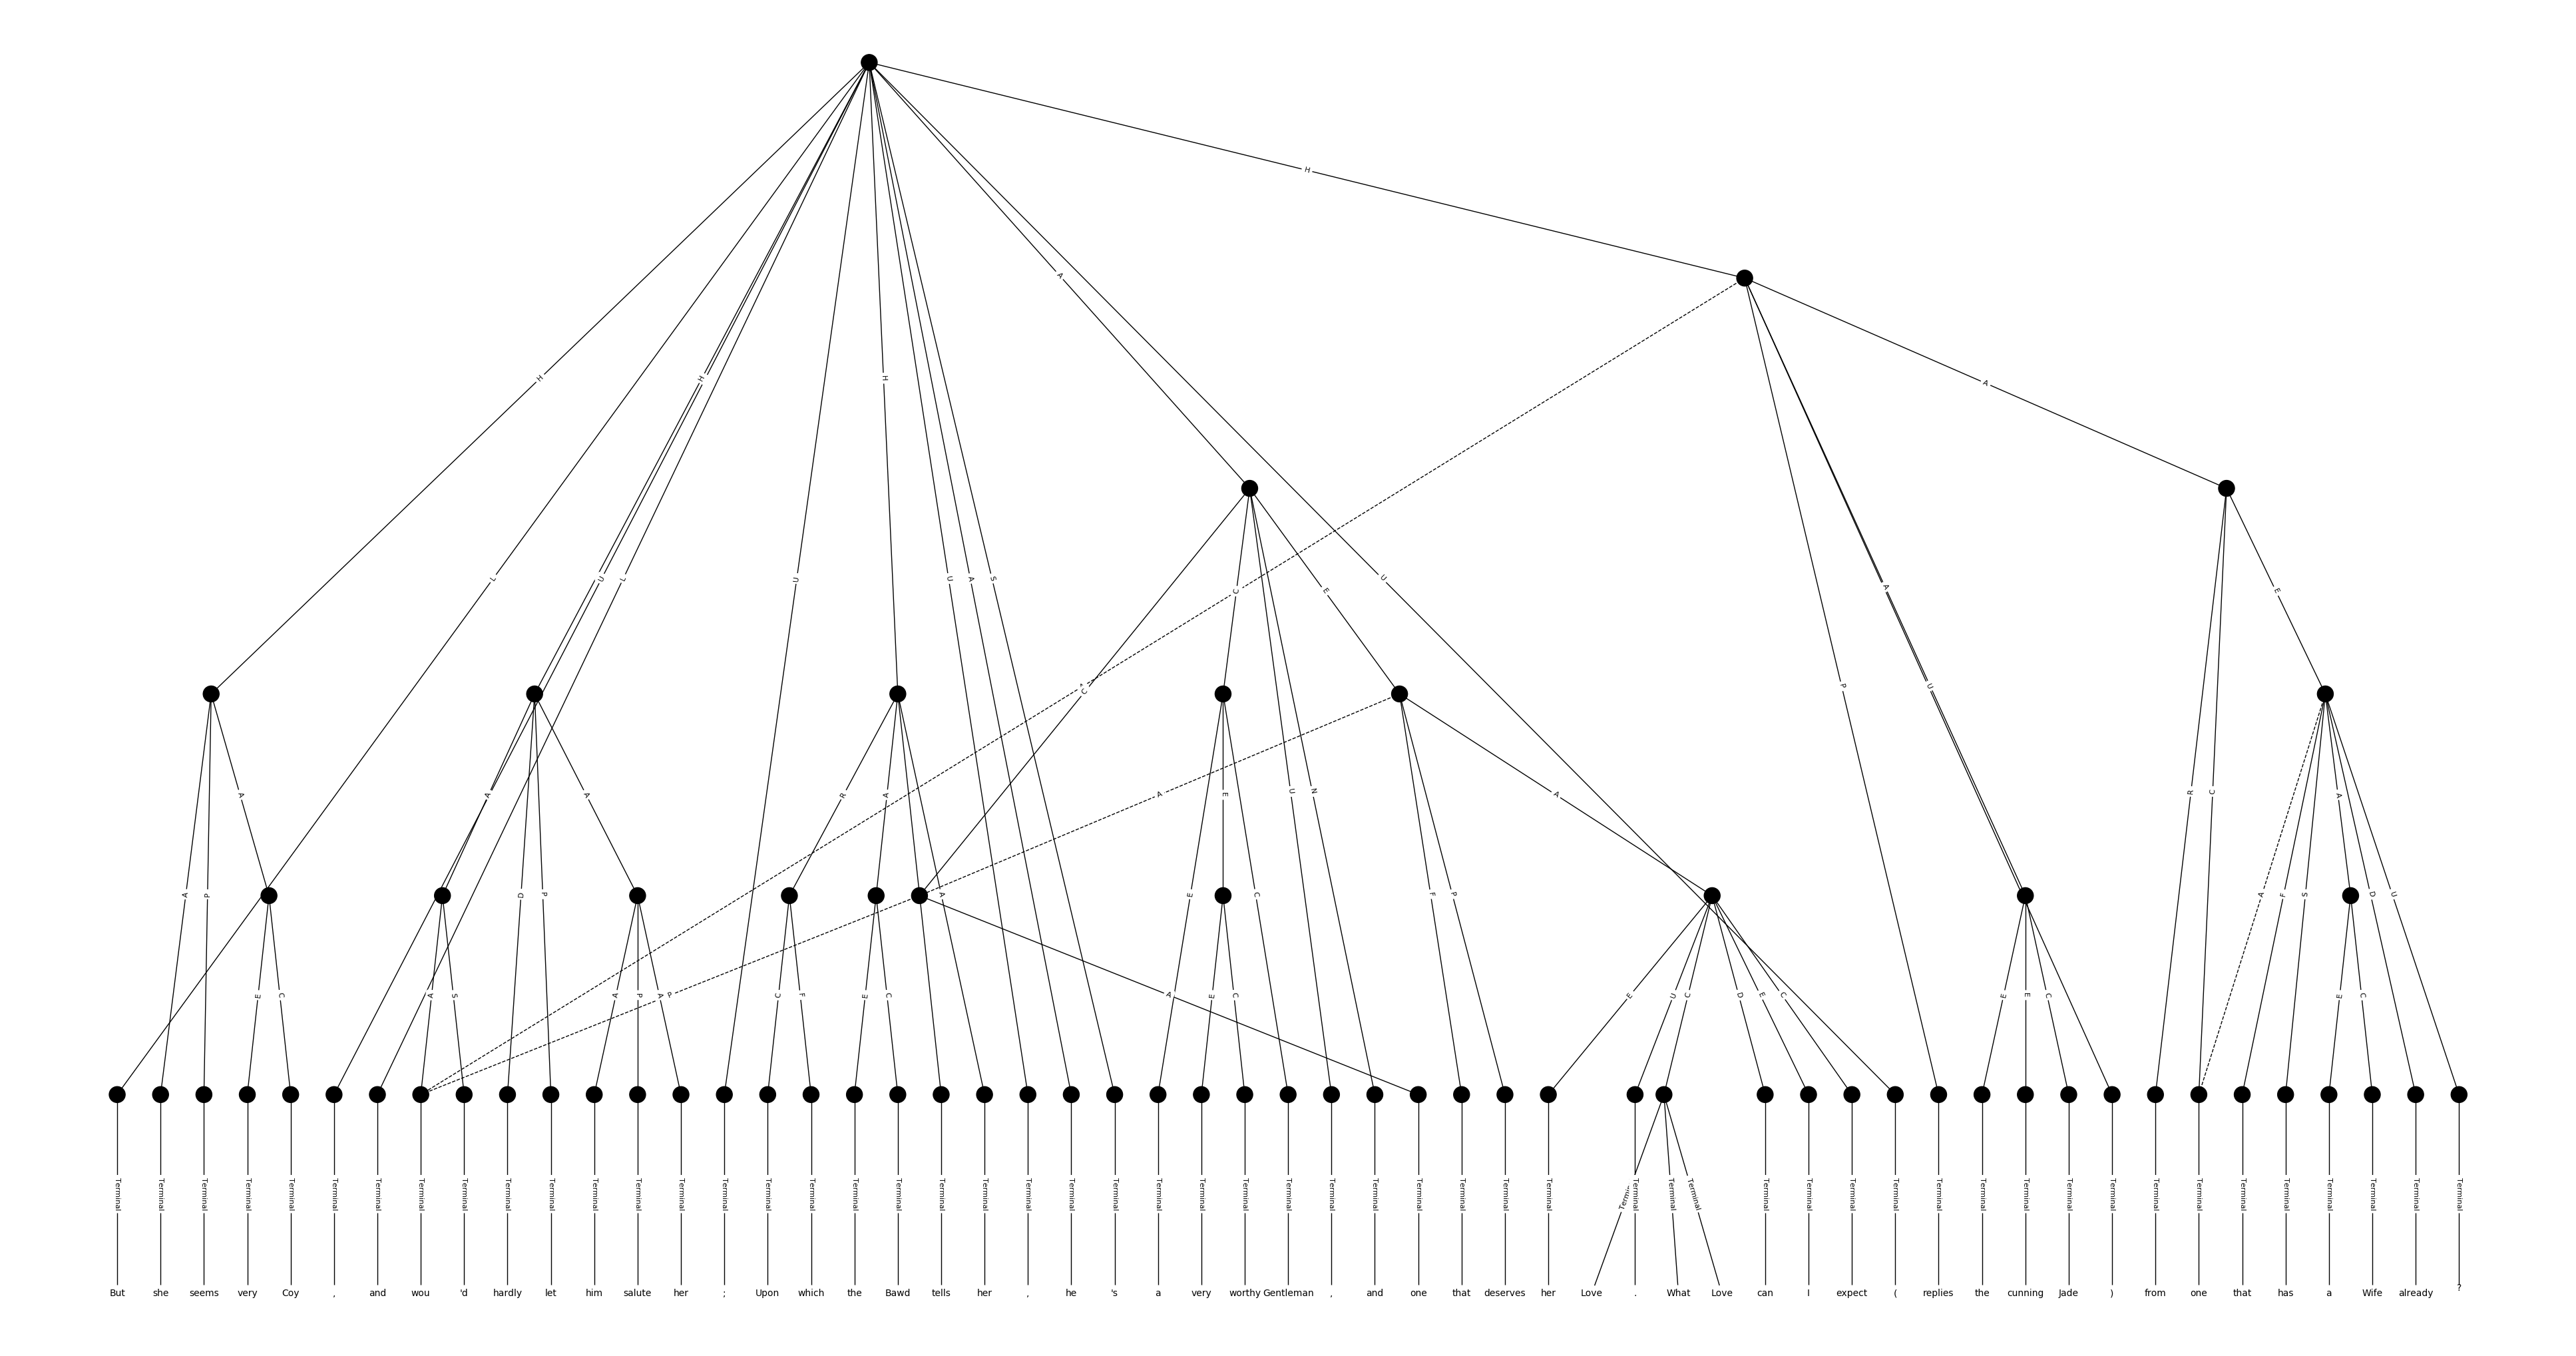 H
H
A
H
H
A
L
U
L
U
U
A
S
U
A
E
C
E
P
U
A
C
A
P
A
A
A
D
P
A
R
A
A
E
E
C
U
N
F
P
A
R
C
A
F
S
A
D
U
E
C
A
S
A
P
A
P
C
F
E
C
A
E
C
E
U
C
D
E
C
E
E
C
E
C
Terminal Terminal Terminal Terminal Terminal Terminal Terminal Terminal Terminal Terminal Terminal Terminal Terminal Terminal Terminal Terminal Terminal Terminal Terminal Terminal Terminal Terminal Terminal Terminal Terminal Terminal Terminal Terminal Terminal Terminal Terminal Terminal Terminal Terminal Terminal Terminal Terminal Terminal Terminal Terminal Terminal Terminal Terminal Terminal Terminal Terminal Terminal Terminal Terminal Terminal Terminal Terminal Terminal
But she seems very Coy , and wou 'd hardly let him salute her ; Upon which the Bawd tells her , he 's a very worthy Gentleman , and one that deserves her Love . What Love can I expect ( replies the cunning Jade ) from one that has a Wife already ?